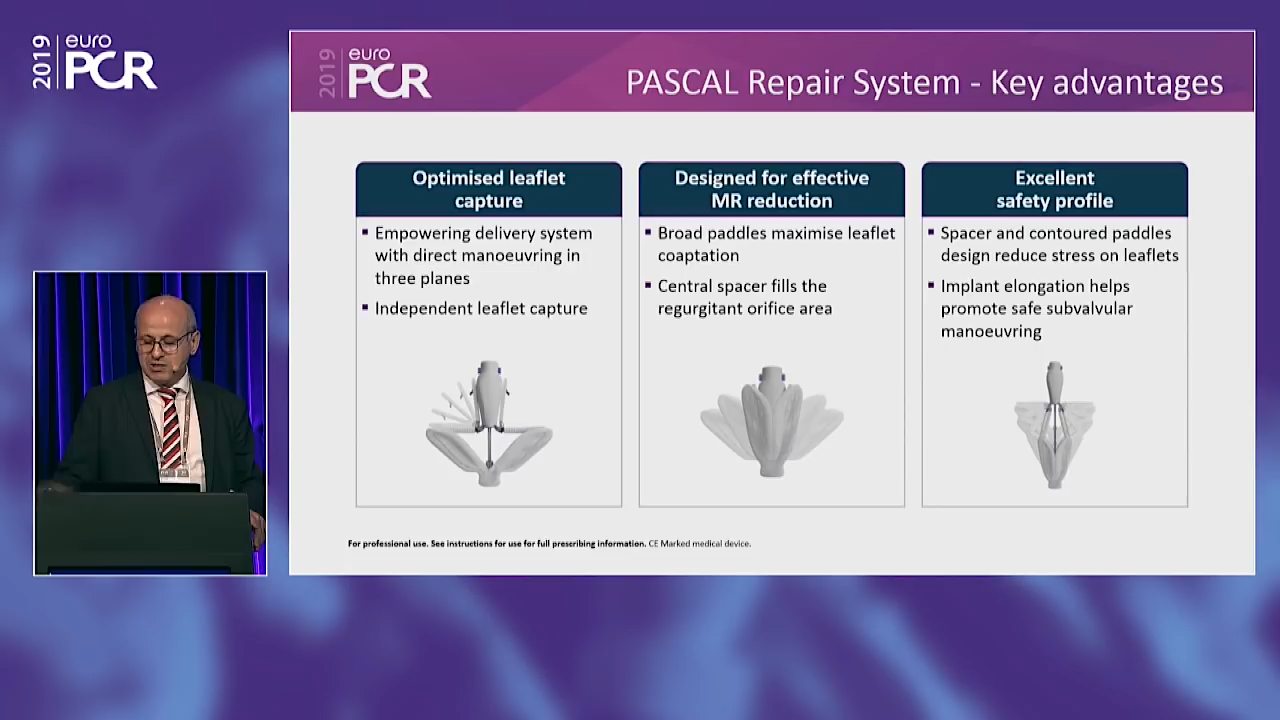 2019
euro
PCR
2019
euro
PCR
PASCAL Repair System - Key advantages
Optimised leaflet
capture
▪ Empowering delivery system
with direct manoeuvring in
three planes
▪ Independent leaflet capture
Designed for effective
MR reduction
▪ Broad paddles maximise leaflet
coaptation
▪ Central spacer fills the
regurgitant orifice area
Excellent
safety profile
▪ Spacer and contoured paddles
design reduce stress on leaflets
▪ Implant elongation helps
promote safe subvalvular
manoeuvring
For professional use. See instructions for use for full prescribing information. CE Marked medical device.